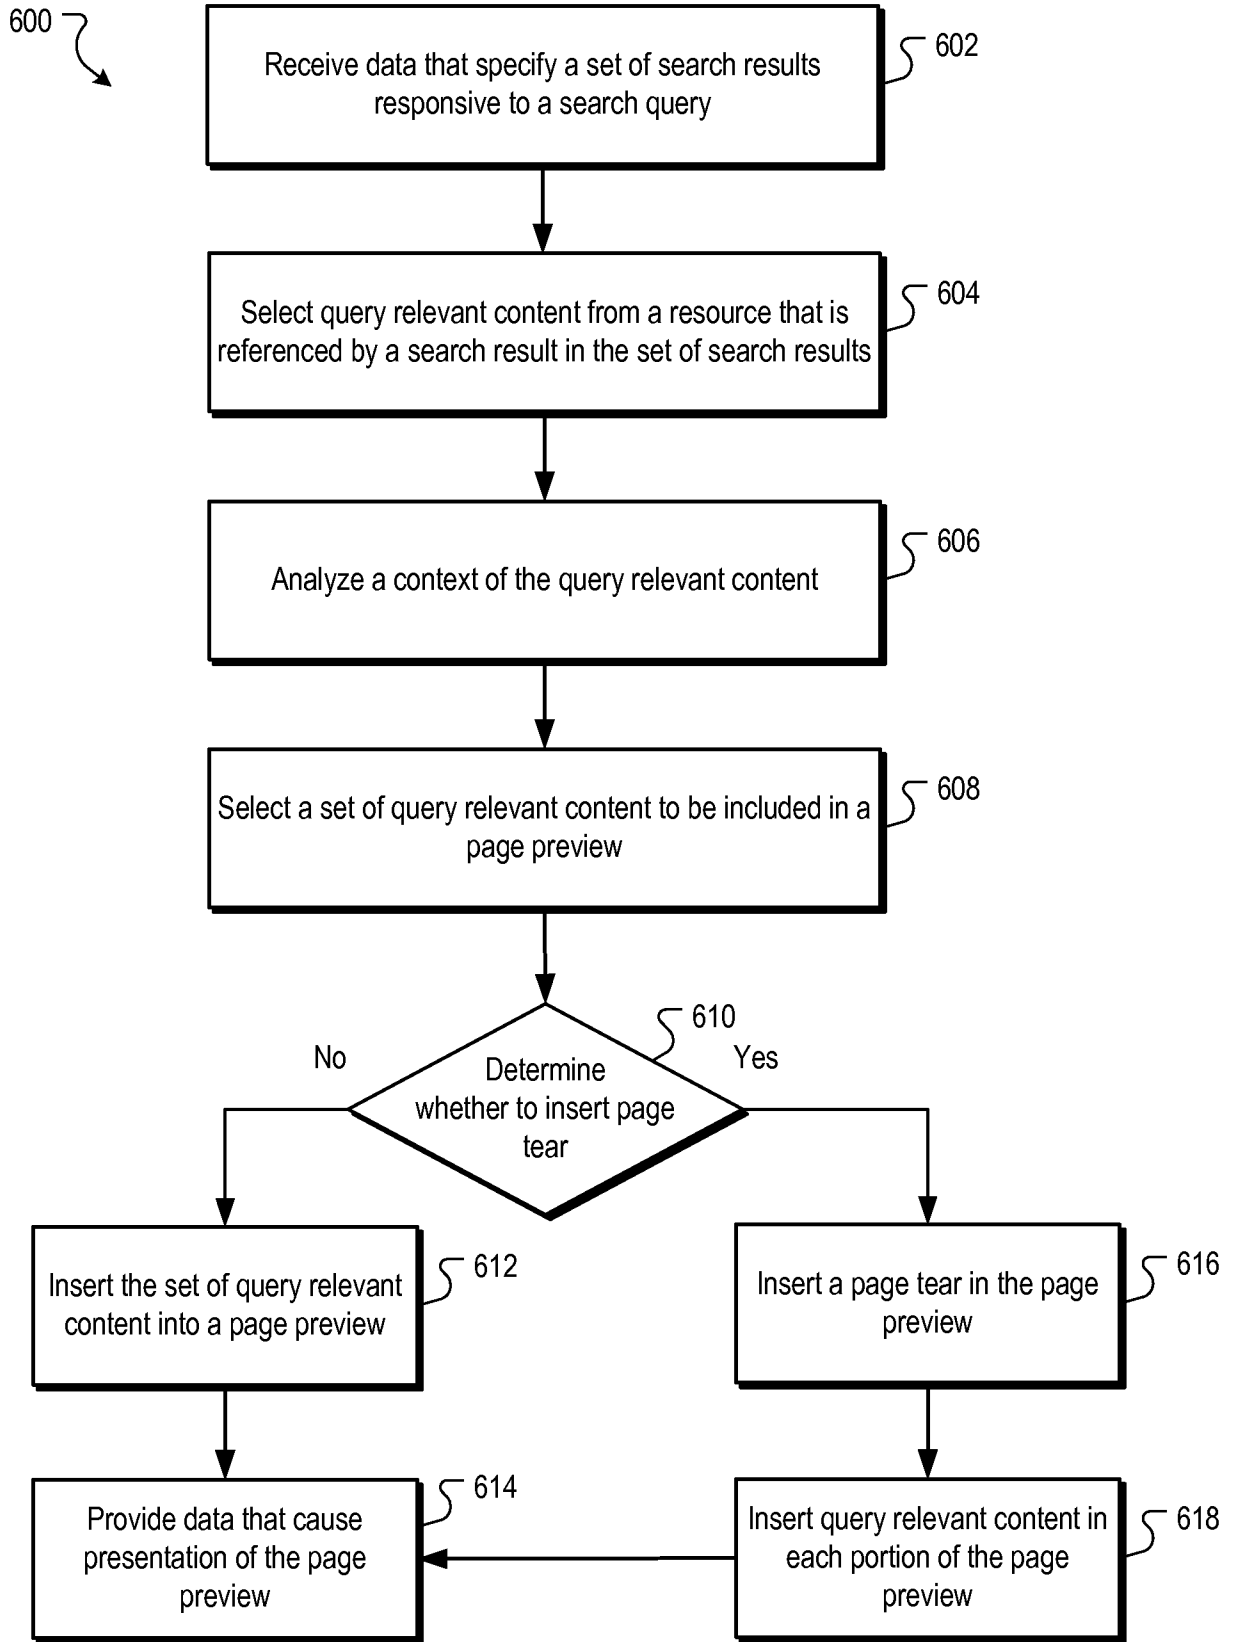 600
Receive data that specify a set of search results
responsive to a search query
602
Select query relevant content from a resource that is
referenced by a search result in the set of search results
604
Analyze a context of the query relevant content
606
Select a set of query relevant content to be included in a
page preview
608
Determine
whether to insert page
tear
610
No
Yes
Insert the set of query relevant
content into a page preview
612
Insert a page tear in the page
preview
616
Provide data that cause
presentation of the page
preview
614
Insert query relevant content in
each portion of the page
preview
618